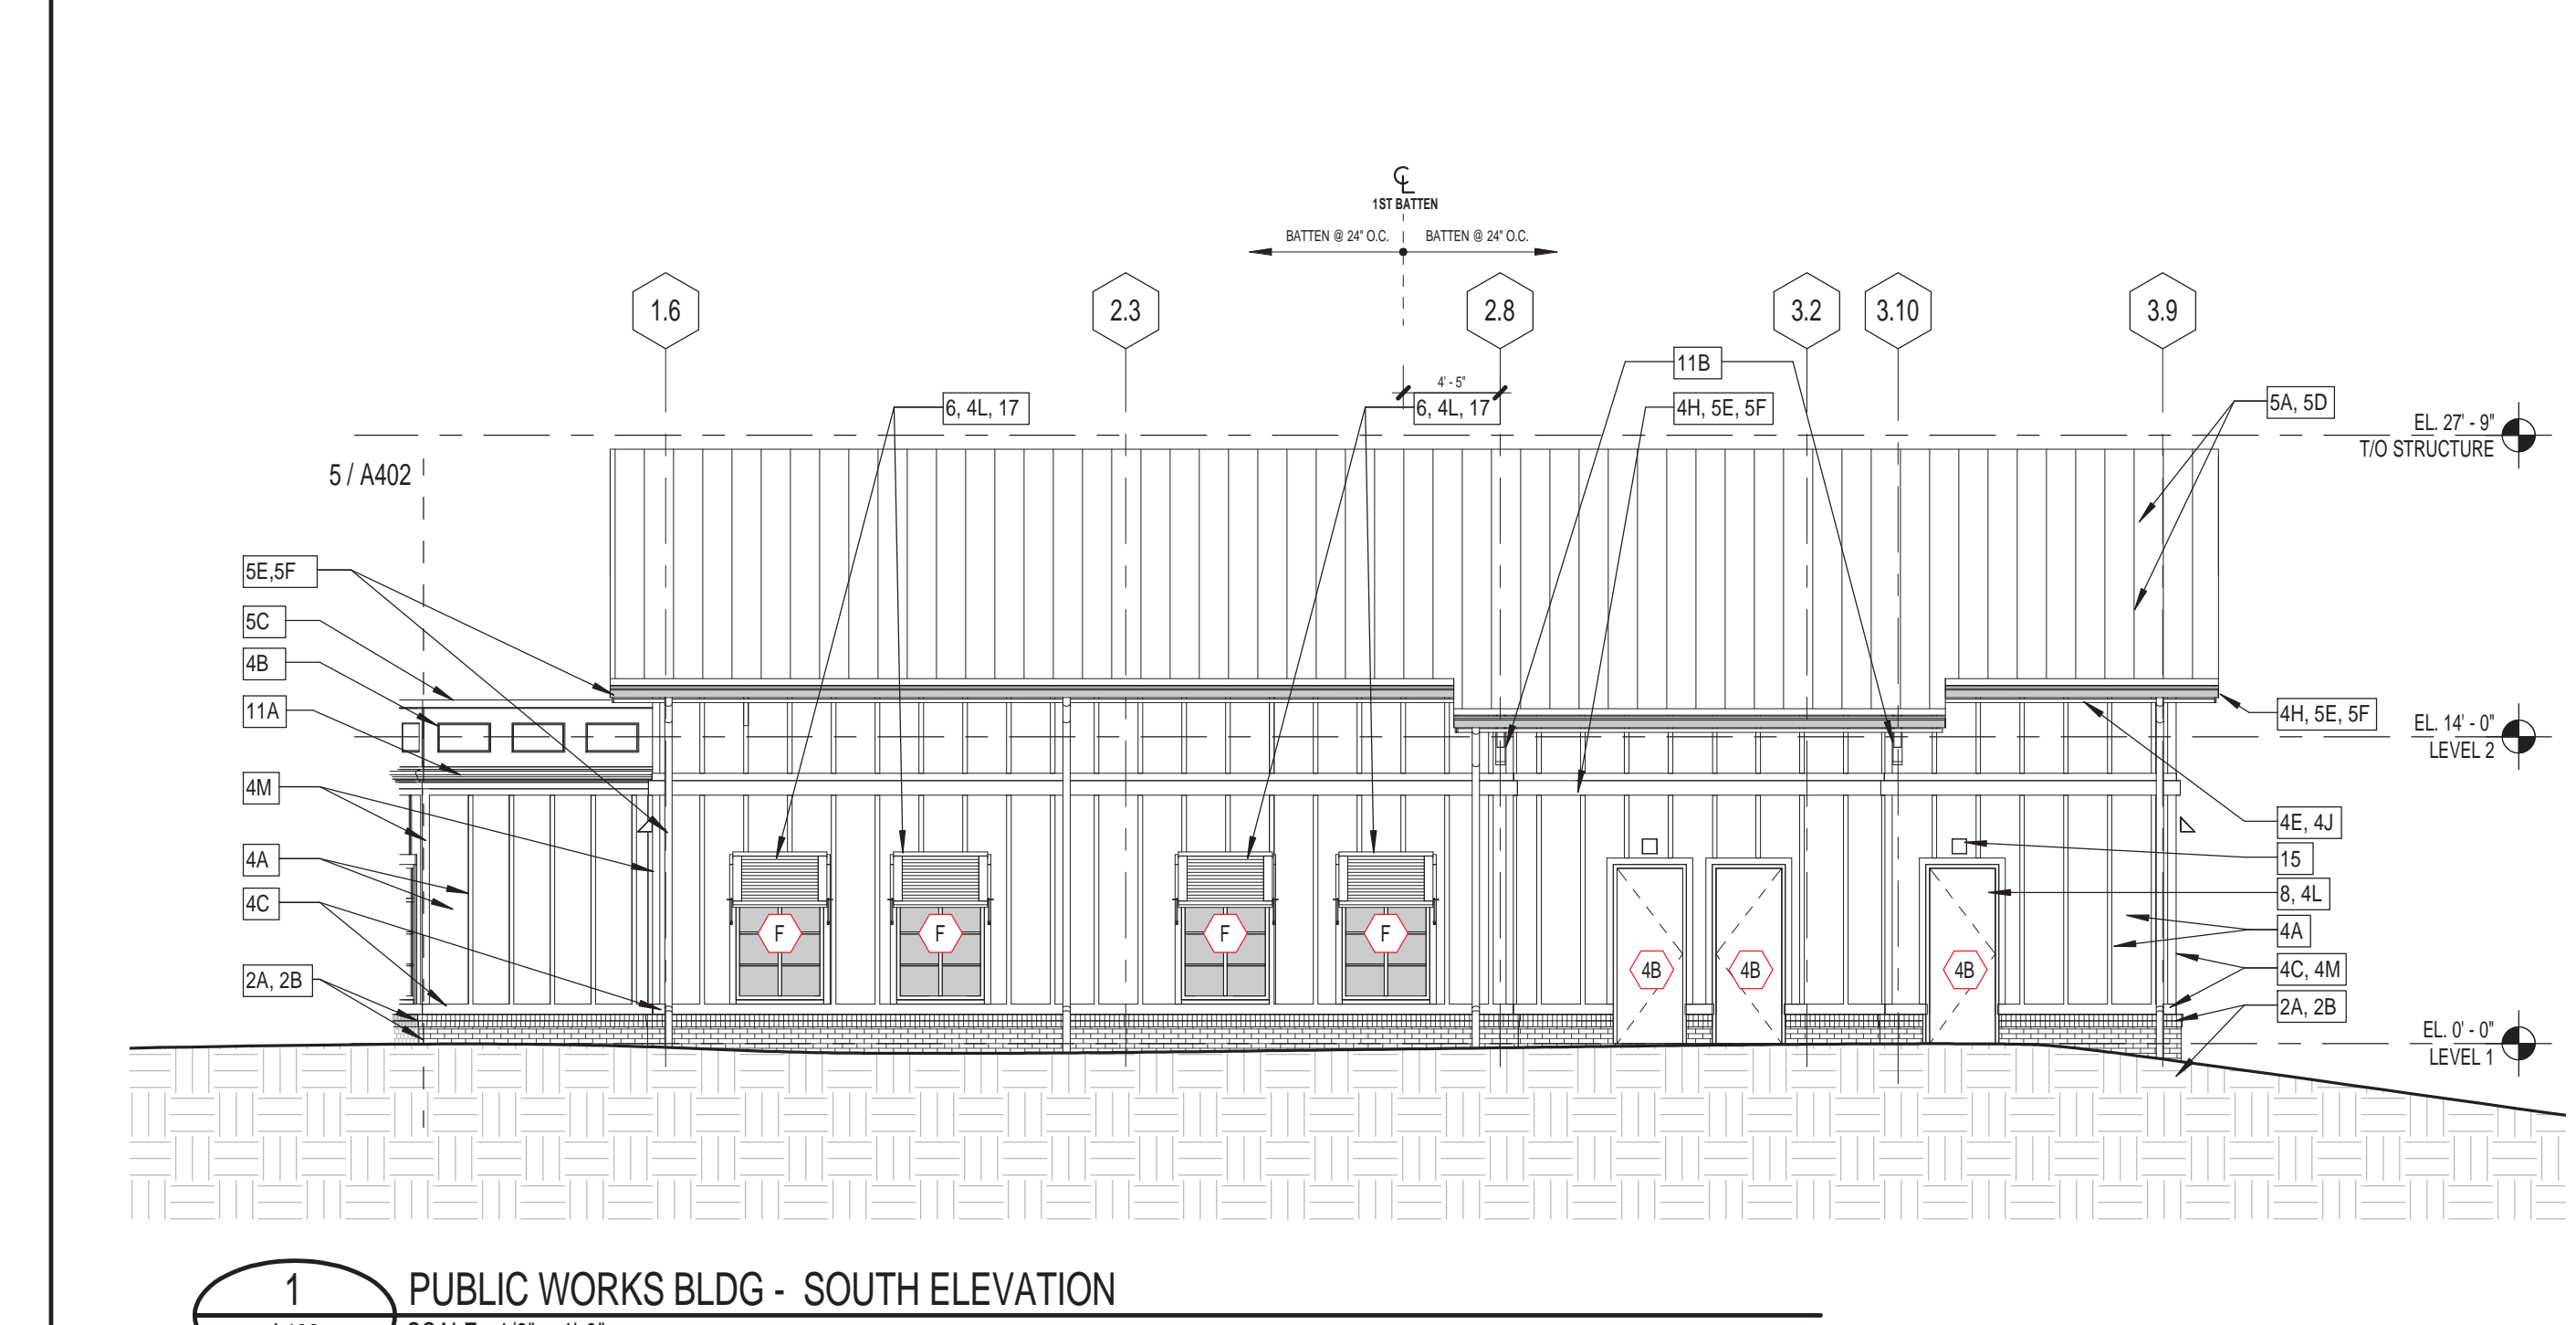 ℄
1ST BATTEN
BATTEN @ 24" O.C. BATTEN @ 24" O.C.
1.6 2.3 2.8 3.2 3.10 3.9
11B
4' - 5"
6, 4L, 17 6, 4L, 17 4H, 5E, 5F
5A, 5D
EL. 27' - 9"
T/O STRUCTURE
5 / A402
5E,5F
5C
4B
11A
4M
4A
4C
2A, 2B
4H, 5E, 5F
EL. 14' - 0"
LEVEL 2
4E, 4J
15
8, 4L
4A
4C, 4M
2A, 2B
EL. 0' - 0"
LEVEL 1
F F F F
4B 4B 4B
1
PUBLIC WORKS BLDG - SOUTH ELEVATION